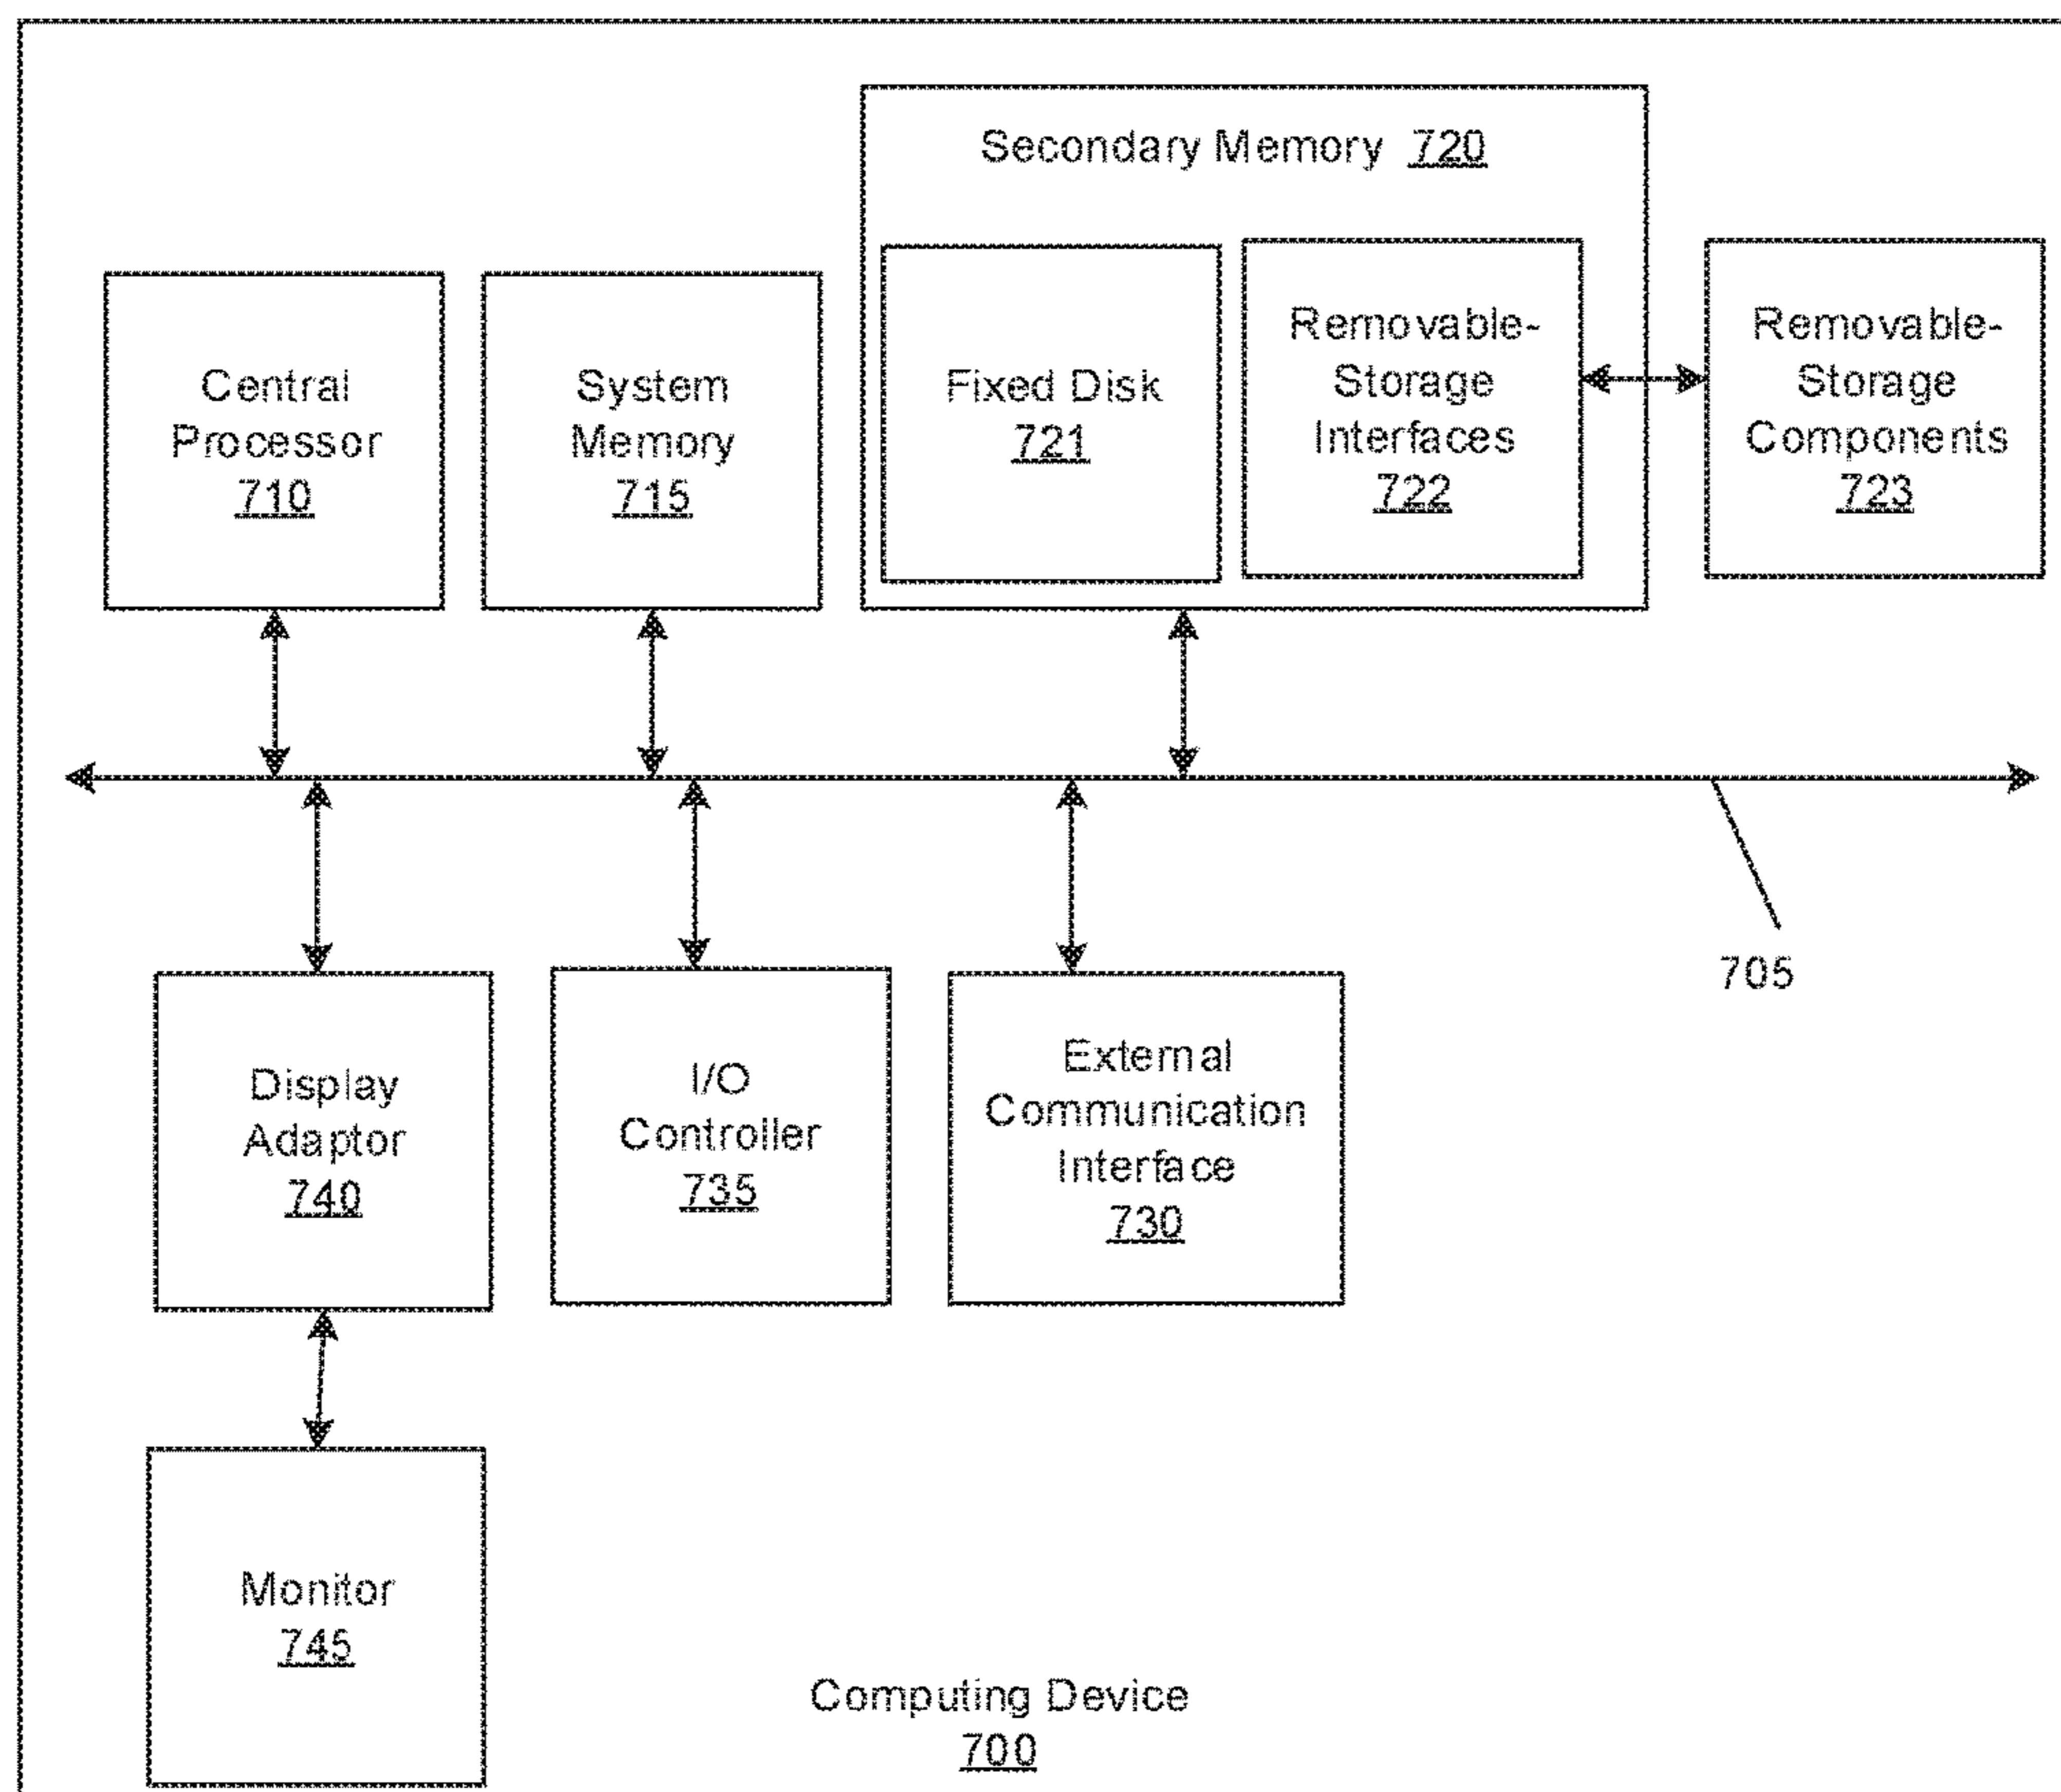 Secondary Memory 720
Central
Processor
710
System
Memory
715
Fixed Disk
721
Removable-
Storage
Interfaces
722
Removable-
Storage
Components
723
705
Display
Adaptor
740
I/O
Controller
735
External
Communication
Interface
730
Monitor
745
Computing Device
700